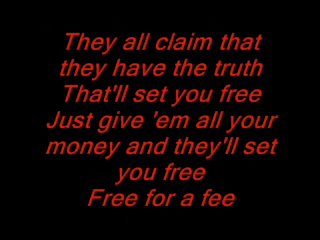 They all claim that
they have the truth
That'll set you free
Just give 'em all your
money and they'll set
you free
Free for a fee